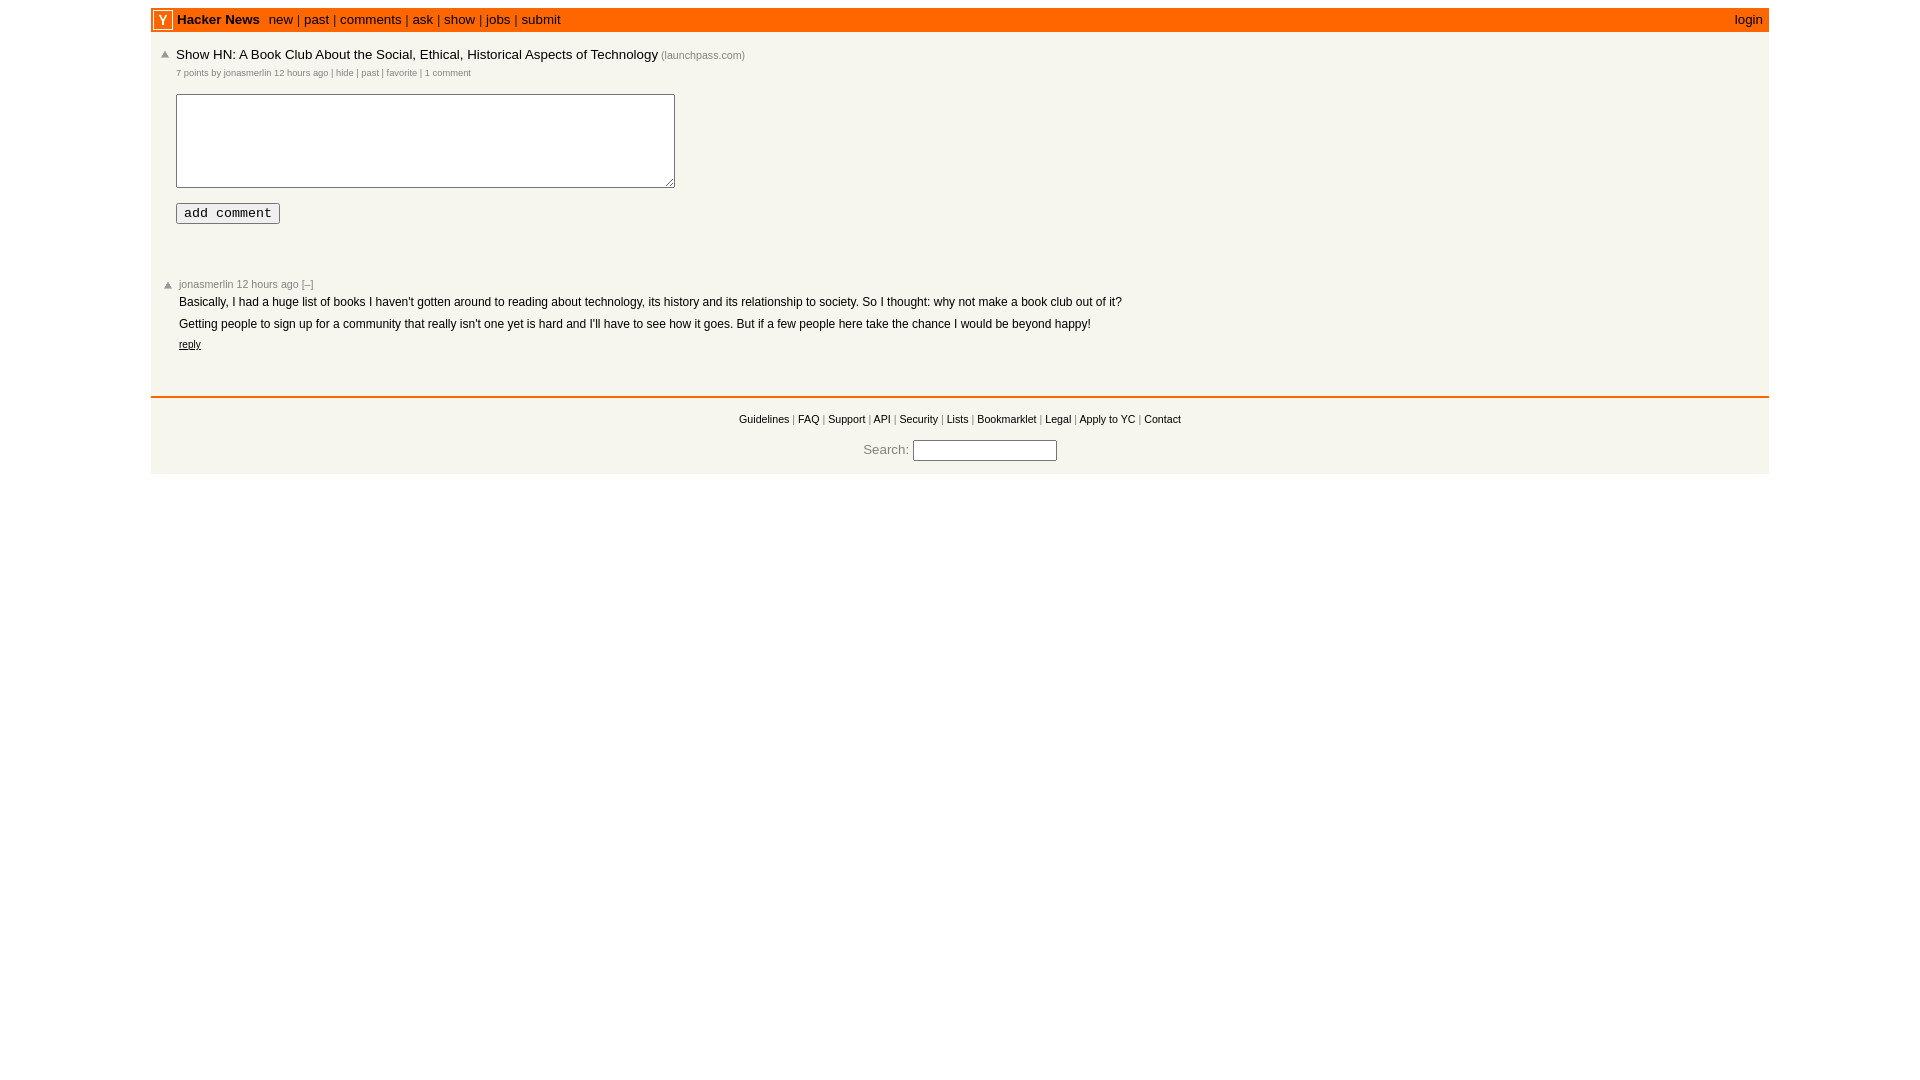 Y Hacker News new | past | comments | ask | show | jobs | submit login
Show HN: A Book Club About the Social, Ethical, Historical Aspects of Technology (launchpass.com)
7 points by jonasmerlin 12 hours ago | hide | past | favorite | 1 comment
add comment
jonasmerlin 12 hours ago [–]
Basically, I had a huge list of books I haven't gotten around to reading about technology, its history and its relationship to society. So I thought: why not make a book club out of it?
Getting people to sign up for a community that really isn't one yet is hard and I'll have to see how it goes. But if a few people here take the chance I would be beyond happy!
reply
Guidelines | FAQ | Support | API | Security | Lists | Bookmarklet | Legal | Apply to YC | Contact
Search: